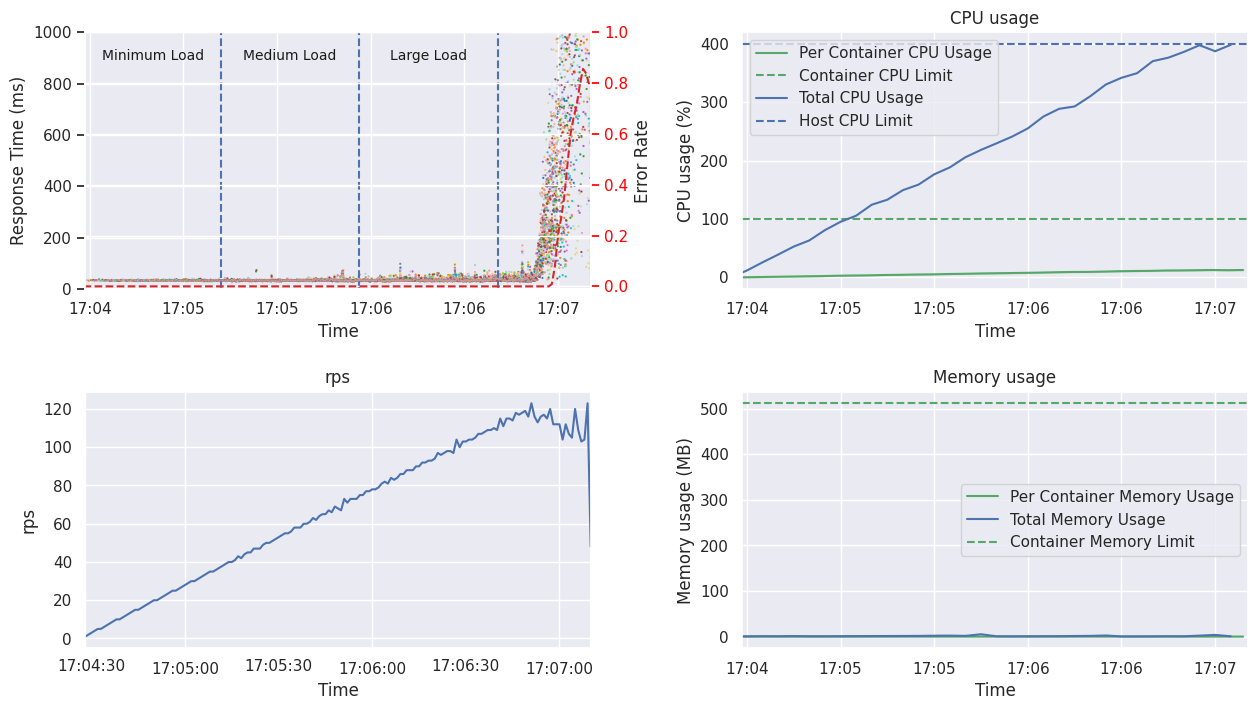 1000
800
600
400
200
0
Response Time (ms)
Minimum Load
Medium Load
Large Load
1.0
0.8
0.6
0.4
0.2
0.0
Error Rate
17:04 17:05 17:05 17:06 17:06 17:07
Time
CPU usage
400
300
200
100
0
CPU usage (%)
Per Container CPU Usage
Container CPU Limit
Total CPU Usage
Host CPU Limit
17:04 17:05 17:05 17:06 17:06 17:07
Time
rps
120
100
80
60
40
20
0
rps
17:04:30 17:05:00 17:05:30 17:06:00 17:06:30 17:07:00
Time
Memory usage
500
400
300
200
100
0
Memory usage (MB)
Per Container Memory Usage
Total Memory Usage
Container Memory Limit
17:04 17:05 17:05 17:06 17:06 17:07
Time